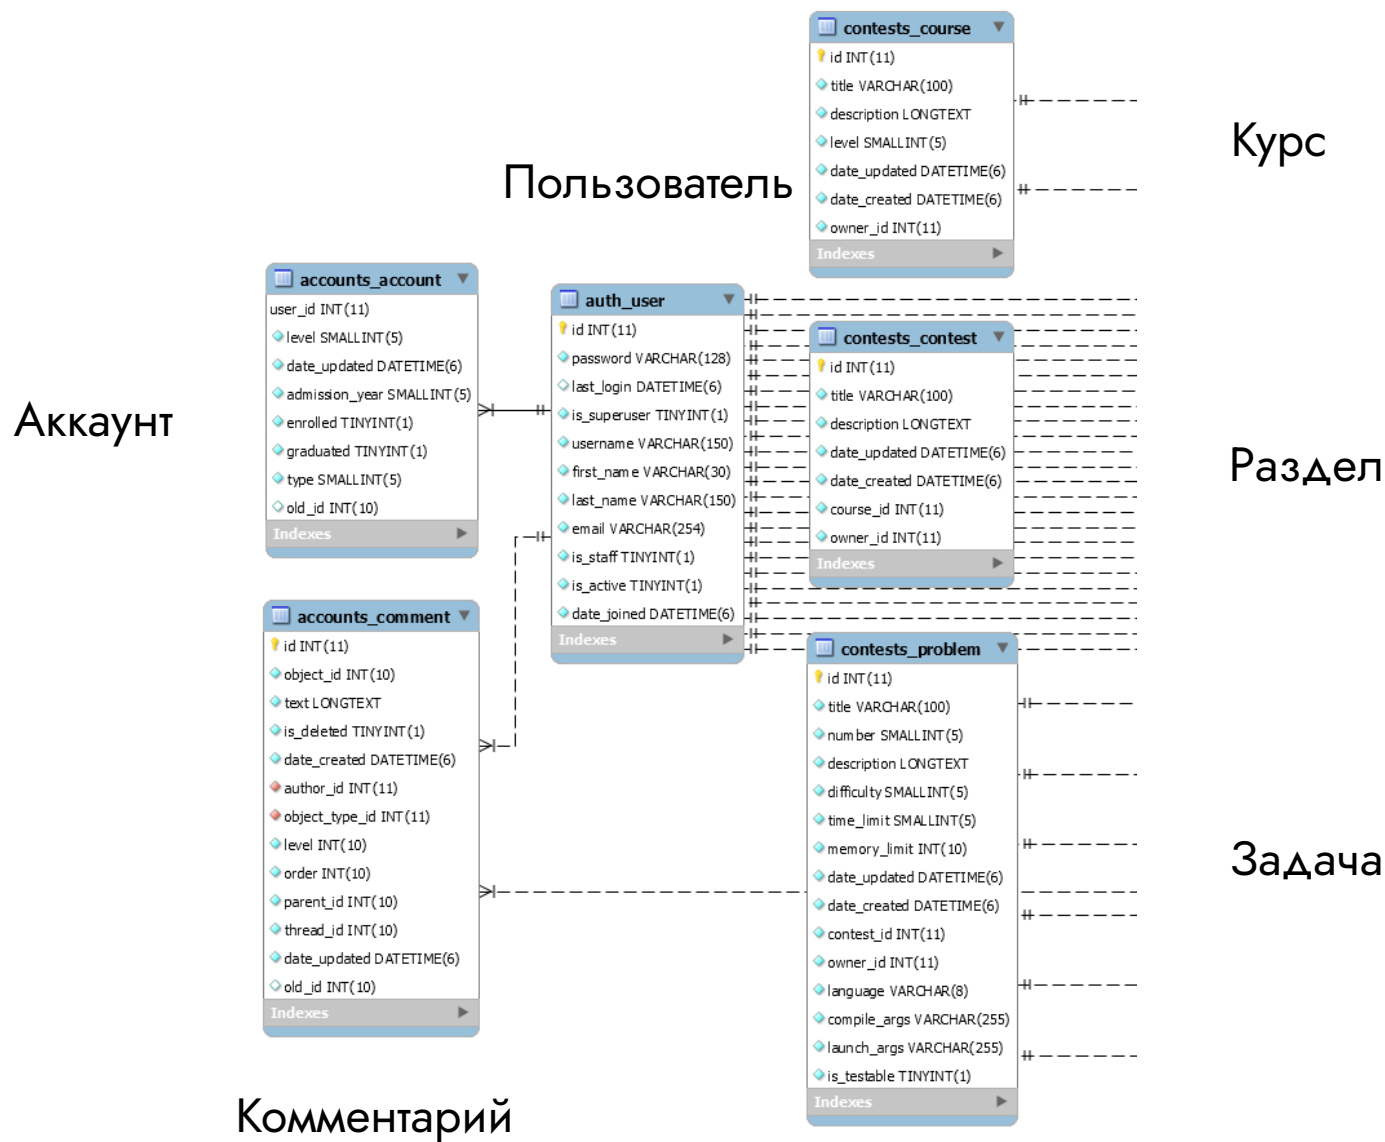 contests_course
id INT(11)
title VARCHAR(100)
description LONGTEXT
level SMALLINT(5)
date_updated DATETIME(6)
date_created DATETIME(6)
owner_id INT(11)
Indexes
Курс
Пользователь
accounts_account
user_id INT(11)
level SMALLINT(5)
date_updated DATETIME(6)
admission_year SMALLINT(5)
enrolled TINYINT(1)
graduated TINYINT(1)
type SMALLINT(5)
old_id INT(10)
Indexes
Аккаунт
auth_user
id INT(11)
password VARCHAR(128)
last_login DATETIME(6)
is_superuser TINYINT(1)
username VARCHAR(150)
first_name VARCHAR(30)
last_name VARCHAR(150)
email VARCHAR(254)
is_staff TINYINT(1)
is_active TINYINT(1)
date_joined DATETIME(6)
Indexes
contests_contest
id INT(11)
title VARCHAR(100)
description LONGTEXT
date_updated DATETIME(6)
date_created DATETIME(6)
course_id INT(11)
owner_id INT(11)
Indexes
Раздел
accounts_comment
id INT(11)
object_id INT(10)
text LONGTEXT
is_deleted TINYINT(1)
date_created DATETIME(6)
author_id INT(11)
object_type_id INT(11)
level INT(10)
order INT(10)
parent_id INT(10)
thread_id INT(10)
date_updated DATETIME(6)
old_id INT(10)
Indexes
Комментарий
contests_problem
id INT(11)
title VARCHAR(100)
number SMALLINT(5)
description LONGTEXT
difficulty SMALLINT(5)
time_limit SMALLINT(5)
memory_limit INT(10)
date_updated DATETIME(6)
date_created DATETIME(6)
contest_id INT(11)
owner_id INT(11)
language VARCHAR(8)
compile_args VARCHAR(255)
launch_args VARCHAR(255)
is_testable TINYINT(1)
Indexes
Задача